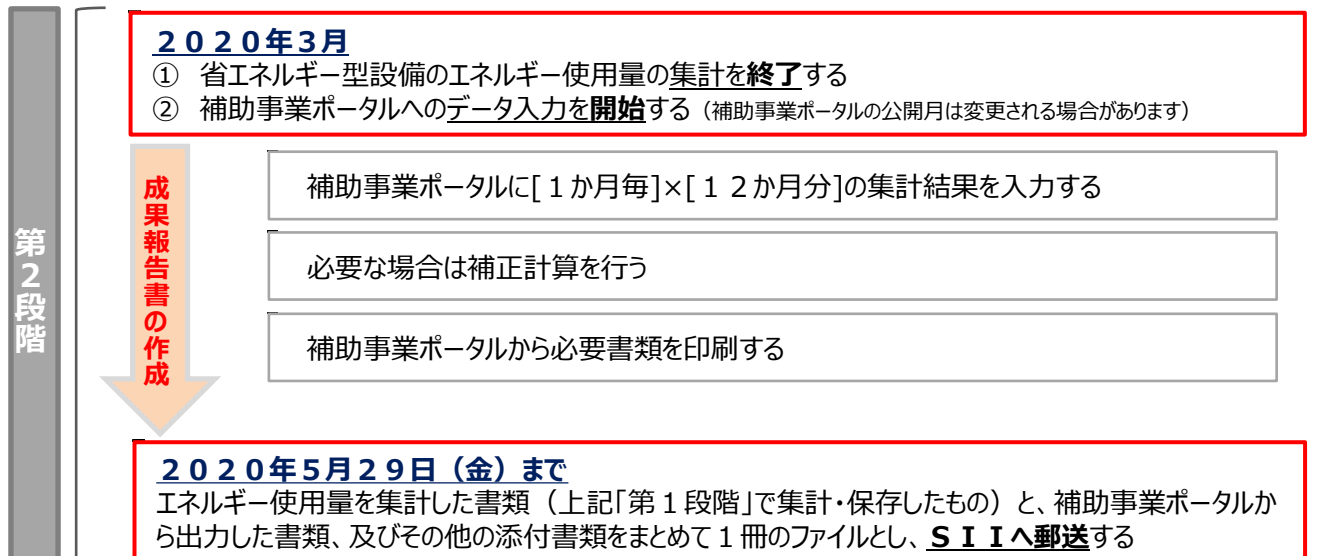 第2段階
２０２０年３月
① 省エネルギー型設備のエネルギー使用量の集計を終了する
② 補助事業ポータルへのデータ入力を開始する（補助事業ポータルの公開月は変更される場合があります）
成果報告書の作成
補助事業ポータルに[１か月毎]×[１２か月分]の集計結果を入力する
必要な場合は補正計算を行う
補助事業ポータルから必要書類を印刷する
２０２０年５月２９日（金）まで
エネルギー使用量を集計した書類（上記「第１段階」で集計・保存したもの）と、補助事業ポータルか
ら出力した書類、及びその他の添付書類をまとめて１冊のファイルとし、ＳＩＩへ郵送する